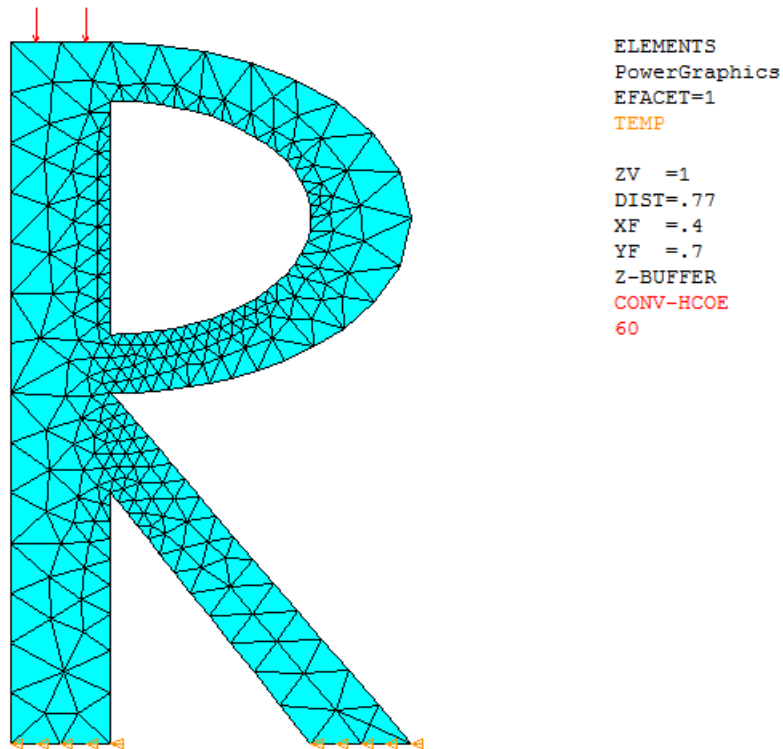 ELEMENTS
PowerGraphics
EFACET=1
TEMP
ZV  =1
DIST=.77
XF  =.4
YF  =.7
Z-BUFFER
CONV-HCOE
60